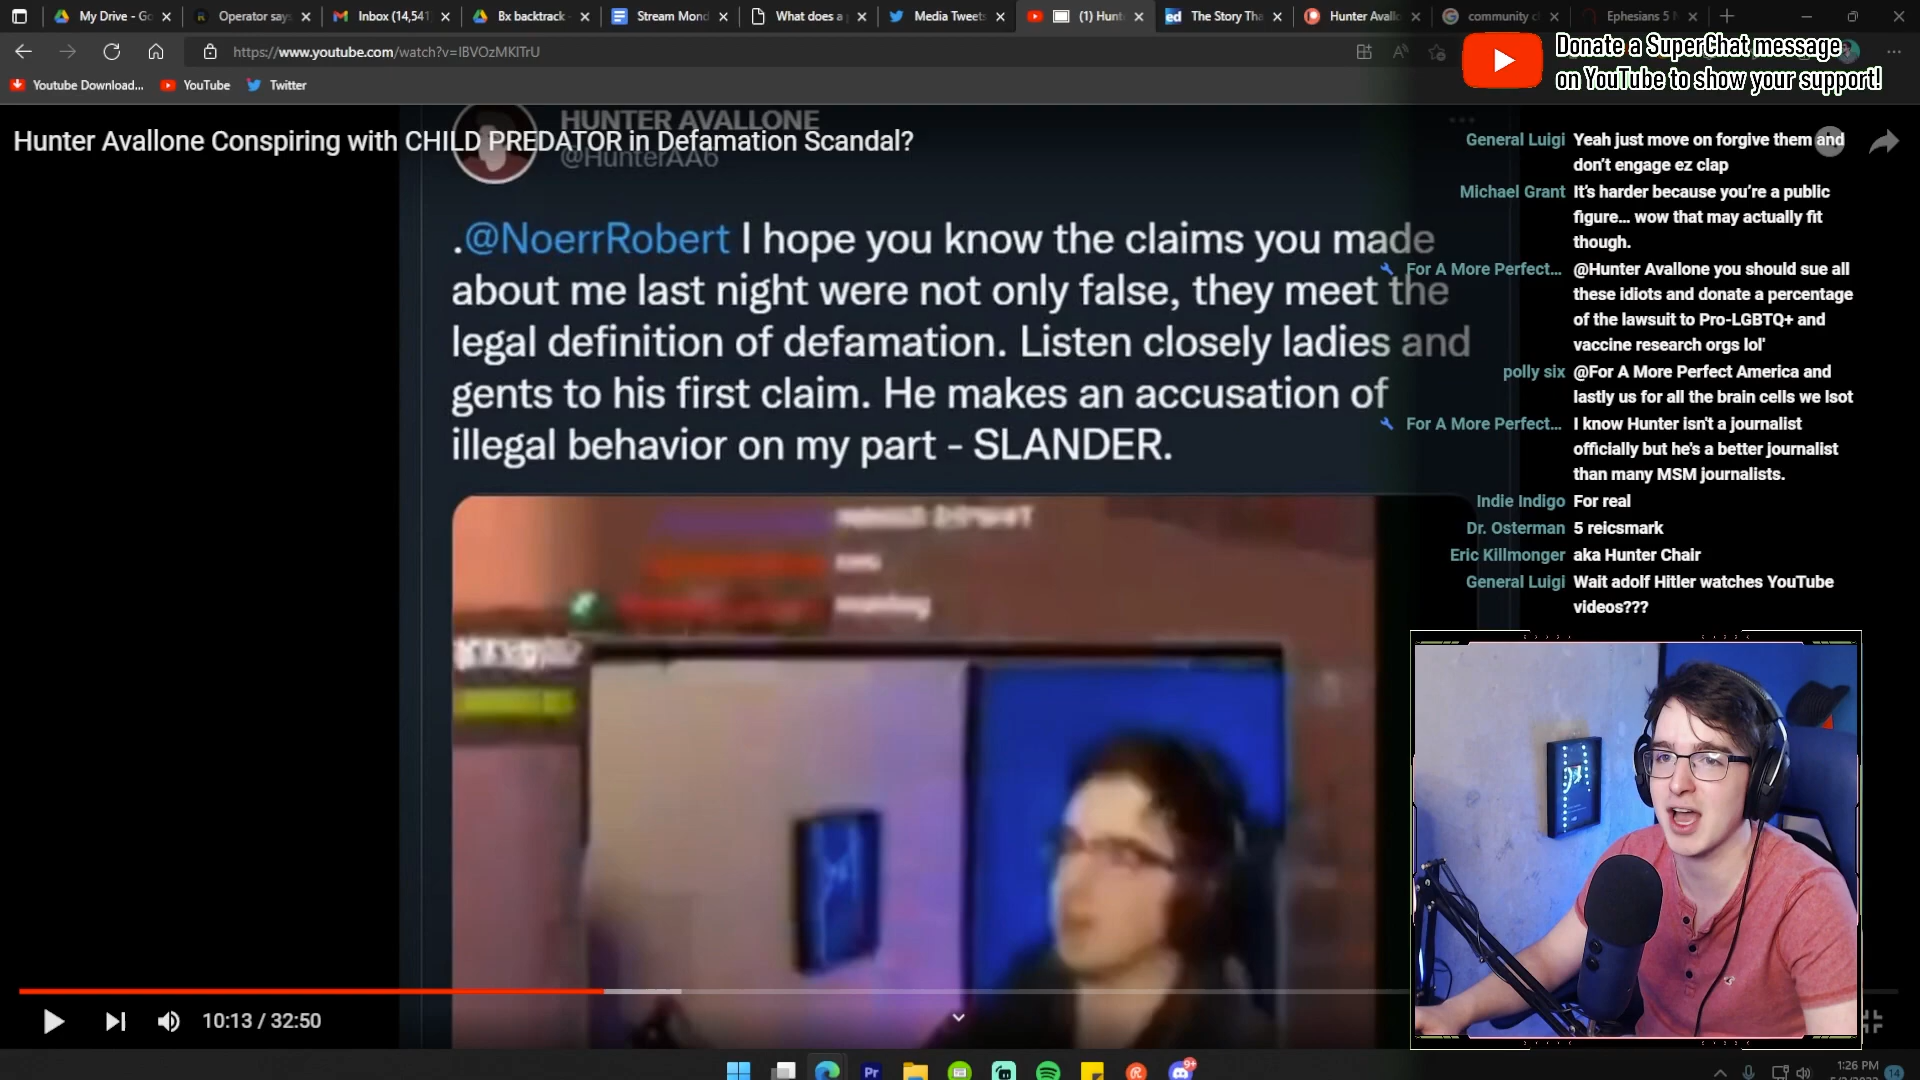 My Drive - Go
Operator says
Inbox (14,541
Bx backtrack
Stream Mond
What does a
Media Tweets
(1) Hunt
The Story Tha
Hunter Avallo
community c
Ephesians 5
https://www.youtube.com/watch?v=IBVOzMKITrU
Youtube Download...
YouTube
Twitter
Donate a SuperChat message
on YouTube to show your support!
Hunter Avallone Conspiring with CHILD PREDATOR in Defamation Scandal?
HUNTER AVALLONE
@HunterAA6
.@NoerrRobert I hope you know the claims you made
about me last night were not only false, they meet the
legal definition of defamation. Listen closely ladies and
gents to his first claim. He makes an accusation of
illegal behavior on my part - SLANDER.
General Luigi Yeah just move on forgive them and
don't engage ez clap
Michael Grant It's harder because you're a public
figure... wow that may actually fit
though.
For A More Perfect... @Hunter Avallone you should sue all
these idiots and donate a percentage
of the lawsuit to Pro-LGBTQ+ and
vaccine research orgs lol'
polly six @For A More Perfect America and
lastly us for all the brain cells we lsot
For A More Perfect... I know Hunter isn't a journalist
officially but he's a better journalist
than many MSM journalists.
Indie Indigo For real
Dr. Osterman 5 reicsmark
Eric Killmonger aka Hunter Chair
General Luigi Wait adolf Hitler watches YouTube
videos???
10:13 / 32:50
Pr
9+
1:26 PM
14